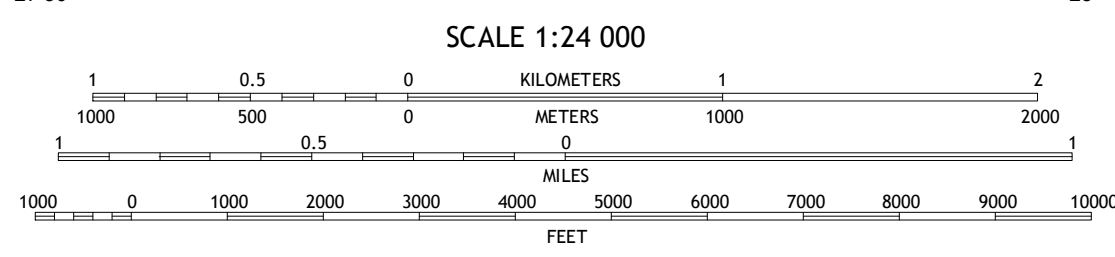 SCALE 1:24 000
1 0.5 0 KILOMETERS 1 2
1000 500 0 METERS 1000 2000
1 0.5 0 1
MILES
1000 0 1000 2000 3000 4000 5000 6000 7000 8000 9000 10000
FEET